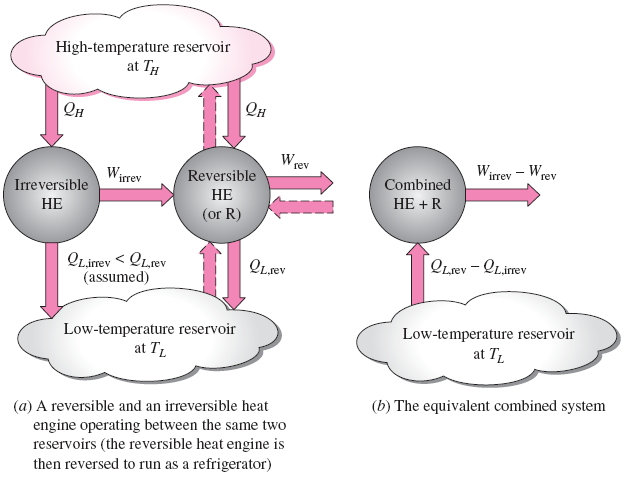 High-temperature reservoir
at T_H
Q_H
Q_H
Irreversible
HE
W_irrev
Reversible
HE
(or R)
W_rev
Q_L,irrev < Q_L,rev
(assumed)
Q_L,rev
Low-temperature reservoir
at T_L
(a) A reversible and an irreversible heat
engine operating between the same two
reservoirs (the reversible heat engine is
then reversed to run as a refrigerator)
Combined
HE + R
W_irrev – W_rev
Q_L,rev – Q_L,irrev
Low-temperature reservoir
at T_L
(b) The equivalent combined system